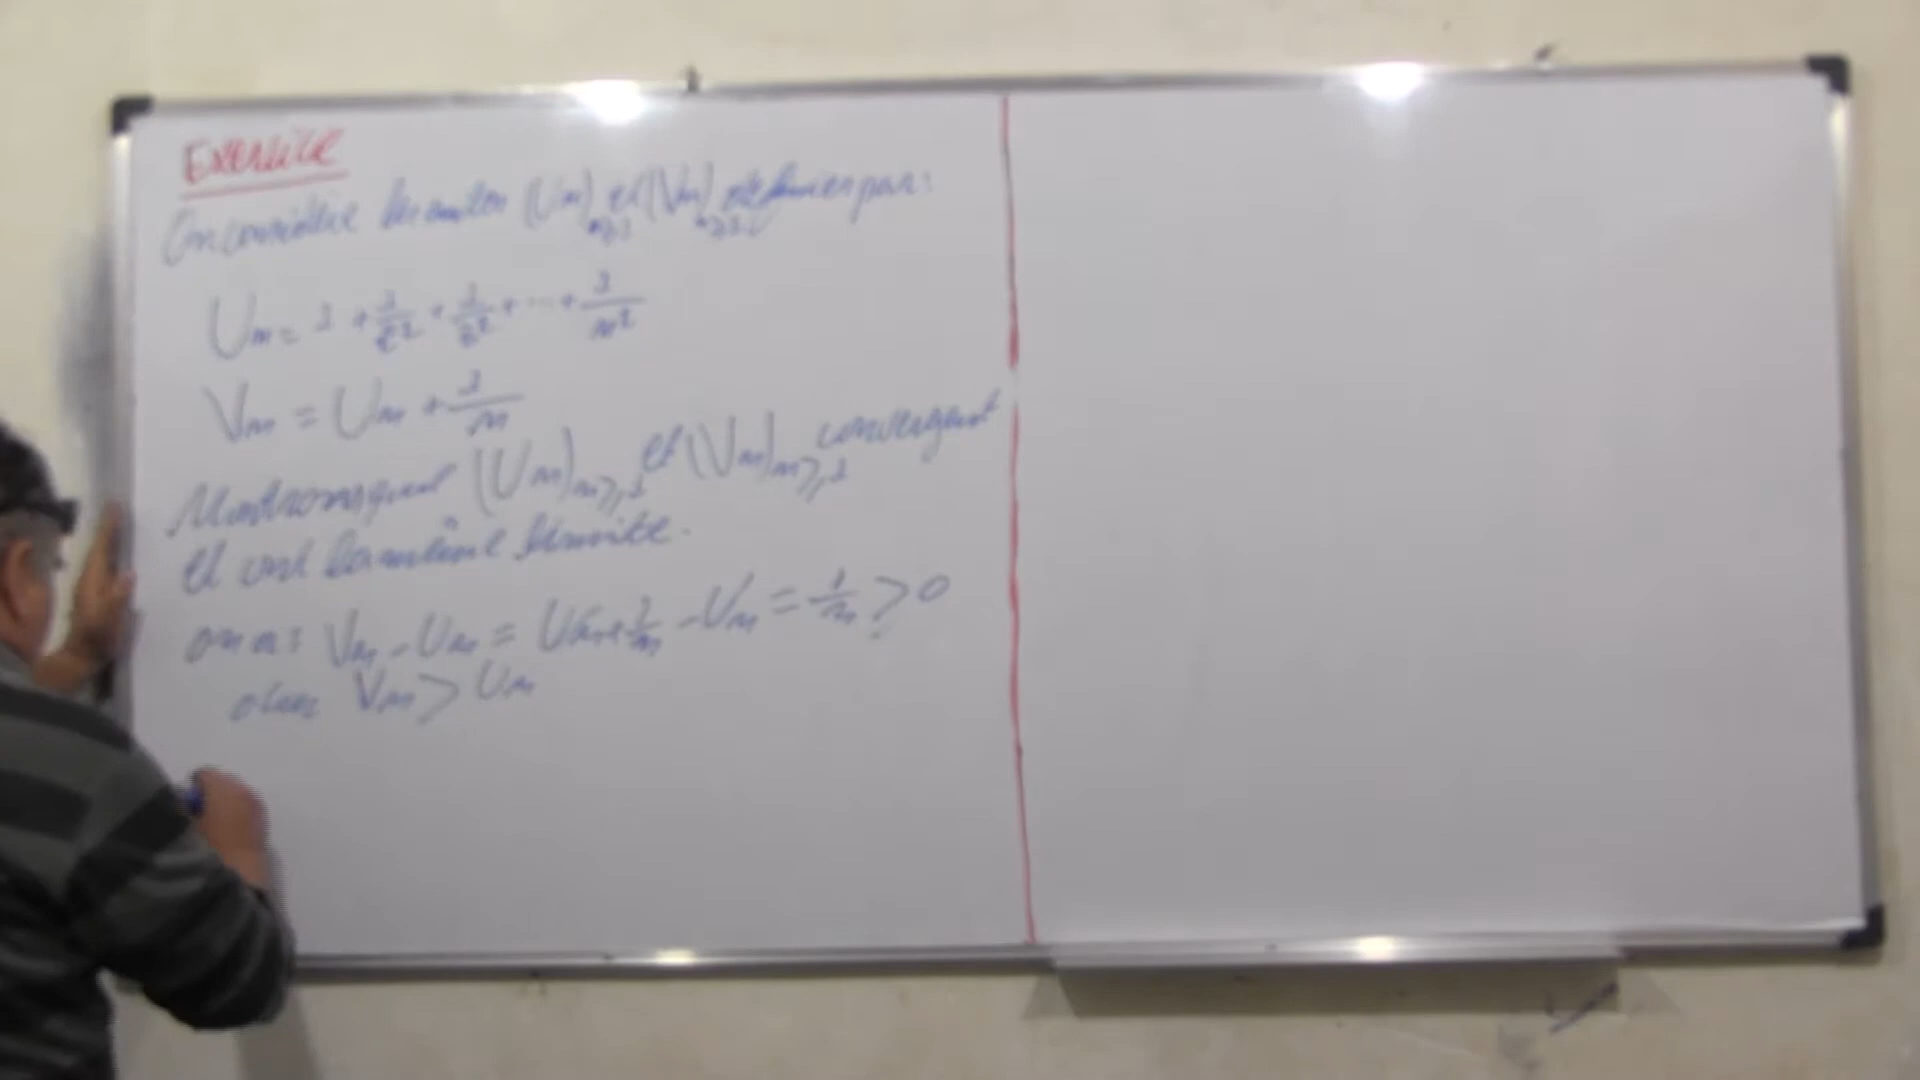 Exercice
On considère les suites (Un)n≥1 et (Vn)n≥1 définies par :
Un = 1 + 1/2² + 1/3² + ... + 1/n²
Vn = Un + 1/n
Montrons que (Un)n≥1 et (Vn)n≥1 convergent
et ont la même limite.
on a : Vn - Un = Un + 1/n - Un = 1/n > 0
donc Vn > Un